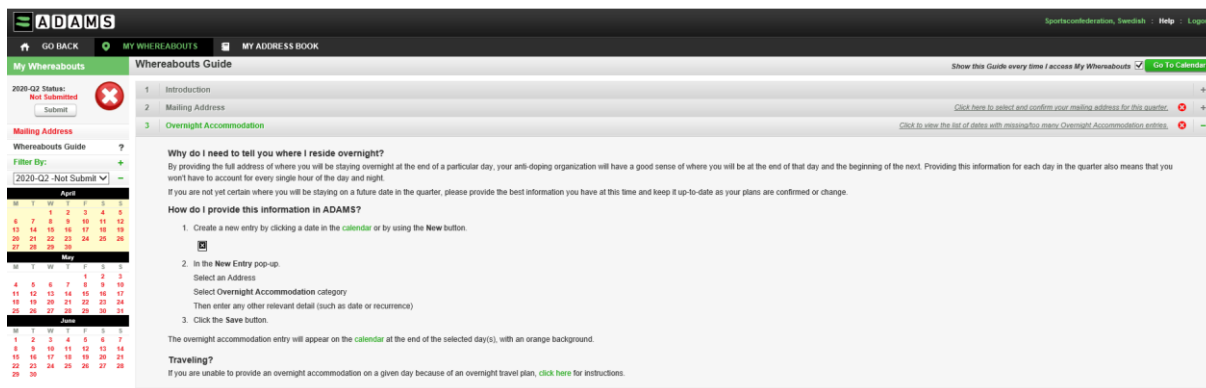 ADAMS
Sportsconfederation, Swedish : Help : Logo
GO BACK MY WHEREABOUTS MY ADDRESS BOOK
My Whereabouts
2020-Q2 Status:
Not Submitted
Submit
Mailing Address
Whereabouts Guide ?
Filter By: +
2020-Q2 -Not Submit −
April
M T W T F S S
1 2 3 4 5
6 7 8 9 10 11 12
13 14 15 16 17 18 19
20 21 22 23 24 25 26
27 28 29 30
May
M T W T F S S
1 2 3
4 5 6 7 8 9 10
11 12 13 14 15 16 17
18 19 20 21 22 23 24
25 26 27 28 29 30 31
June
M T W T F S S
1 2 3 4 5 6 7
8 9 10 11 12 13 14
15 16 17 18 19 20 21
22 23 24 25 26 27 28
29 30
Whereabouts Guide
Show this Guide every time I access My Whereabouts Go To Calendar
1 Introduction +
2 Mailing Address Click here to select and confirm your mailing address for this quarter. +
3 Overnight Accommodation Click to view the list of dates with missing/too many Overnight Accommodation entries. −
Why do I need to tell you where I reside overnight?
By providing the full address of where you will be staying overnight at the end of a particular day, your anti-doping organization will have a good sense of where you will be at the end of that day and the beginning of the next. Providing this information for each day in the quarter also means that you
won't have to account for every single hour of the day and night.
If you are not yet certain where you will be staying on a future date in the quarter, please provide the best information you have at this time and keep it up-to-date as your plans are confirmed or change.
How do I provide this information in ADAMS?
1. Create a new entry by clicking a date in the calendar or by using the New button.
2. In the New Entry pop-up.
Select an Address
Select Overnight Accommodation category
Then enter any other relevant detail (such as date or recurrence)
3. Click the Save button.
The overnight accommodation entry will appear on the calendar at the end of the selected day(s), with an orange background.
Traveling?
If you are unable to provide an overnight accommodation on a given day because of an overnight travel plan, click here for instructions.